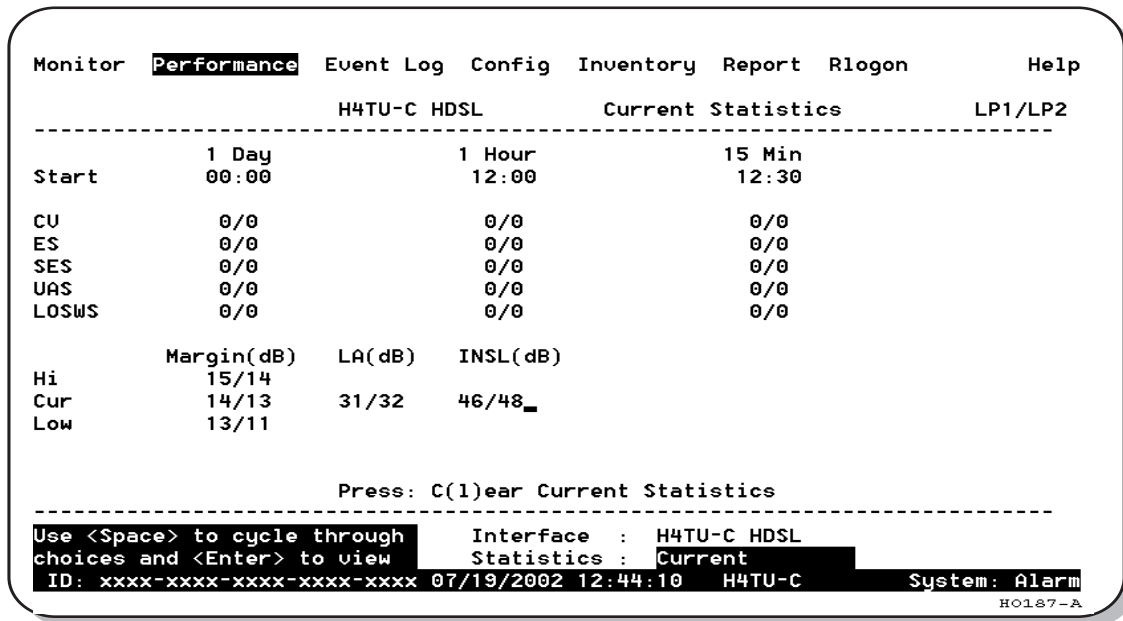 Monitor Performance Event Log Config Inventory Report Rlogon Help
H4TU-C HDSL Current Statistics LP1/LP2
--------------------------------------------------------------------------------
1 Day 1 Hour 15 Min
Start 00:00 12:00 12:30
CV 0/0 0/0 0/0
ES 0/0 0/0 0/0
SES 0/0 0/0 0/0
UAS 0/0 0/0 0/0
LOSWS 0/0 0/0 0/0
Margin(dB) LA(dB) INSL(dB)
Hi 15/14
Cur 14/13 31/32 46/48_
Low 13/11
Press: C(l)ear Current Statistics
--------------------------------------------------------------------------------
Use <Space> to cycle through Interface : H4TU-C HDSL
choices and <Enter> to view Statistics : Current
ID: xxxx-xxxx-xxxx-xxxx-xxxx 07/19/2002 12:44:10 H4TU-C System: Alarm
HO187-A